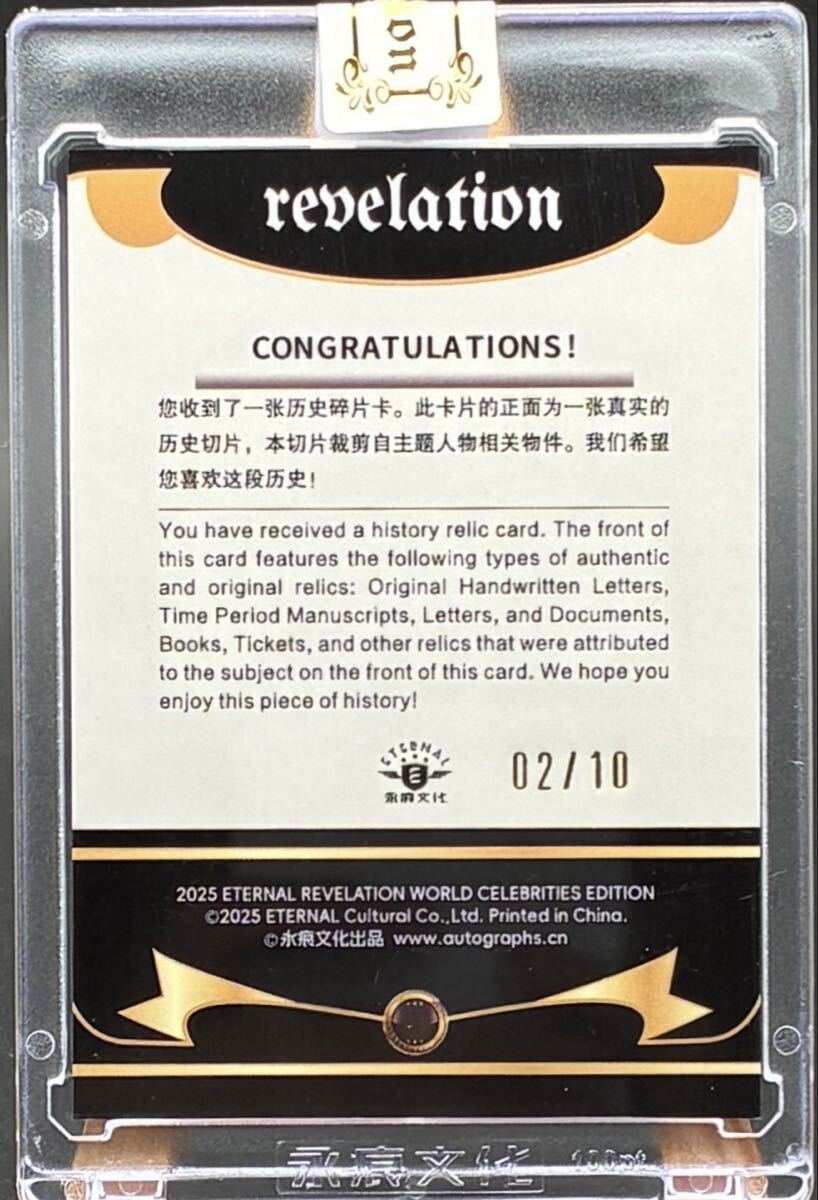 on
revelation
CONGRATULATIONS!
您收到了一张历史碎片卡。此卡片的正面为一张真实的
历史切片，本切片裁剪自主题人物相关物件。我们希望
您喜欢这段历史!
You have received a history relic card. The front of
this card features the following types of authentic
and original relics: Original Handwritten Letters,
Time Period Manuscripts, Letters, and Documents,
Books, Tickets, and other relics that were attributed
to the subject on the front of this card. We hope you
enjoy this piece of history!
ETERNAL
E
永痕文化
02/10
2025 ETERNAL REVELATION WORLD CELEBRITIES EDITION
©2025 ETERNAL Cultural Co.,Ltd. Printed in China.
©永痕文化出品 www.autographs.cn
永痕文化 100pt